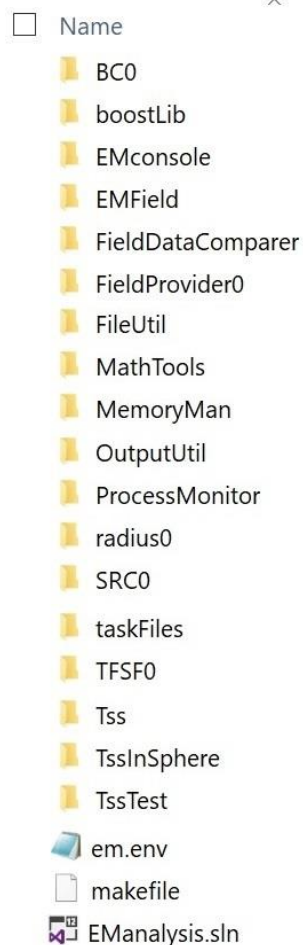 Name
BC0
boostLib
EMconsole
EMField
FieldDataComparer
FieldProvider0
FileUtil
MathTools
MemoryMan
OutputUtil
ProcessMonitor
radius0
SRC0
taskFiles
TFSF0
Tss
TssInSphere
TssTest
em.env
makefile
12
EManalysis.sln